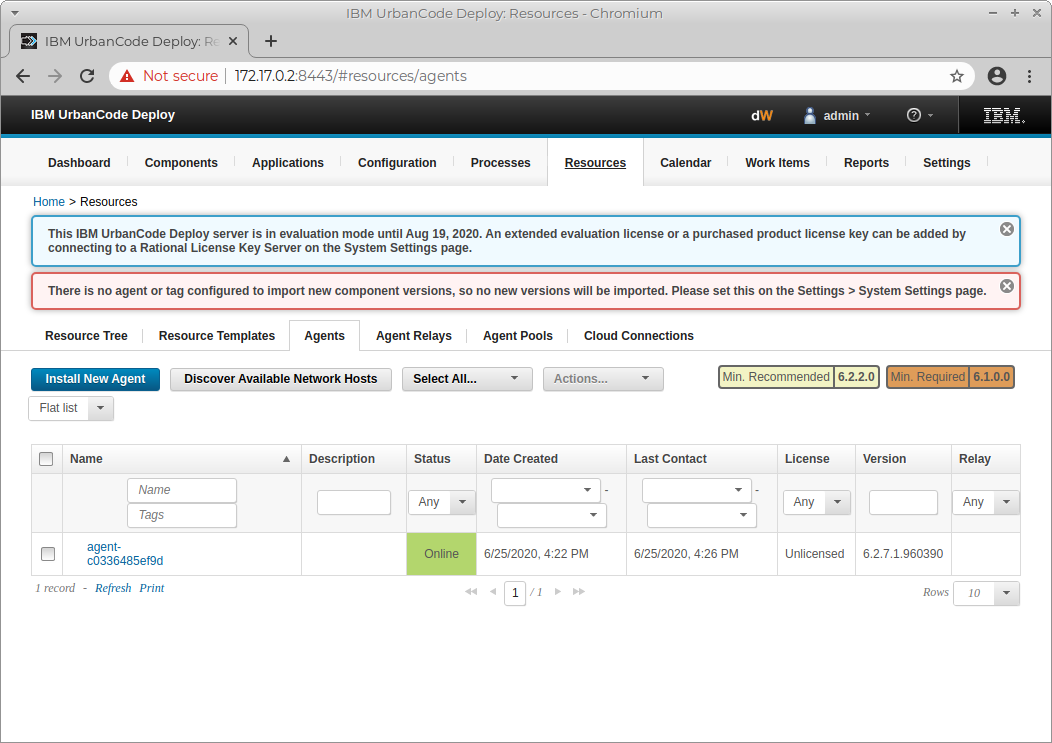 IBM UrbanCode Deploy: Resources - Chromium
IBM UrbanCode Deploy: Re
Not secure 172.17.0.2:8443/#resources/agents
IBM UrbanCode Deploy dW admin ? IBM.
Dashboard Components Applications Configuration Processes Resources Calendar Work Items Reports Settings
Home > Resources
This IBM UrbanCode Deploy server is in evaluation mode until Aug 19, 2020. An extended evaluation license or a purchased product license key can be added by
connecting to a Rational License Key Server on the System Settings page.
There is no agent or tag configured to import new component versions, so no new versions will be imported. Please set this on the Settings > System Settings page.
Resource Tree Resource Templates Agents Agent Relays Agent Pools Cloud Connections
Install New Agent Discover Available Network Hosts Select All... Actions... Min. Recommended 6.2.2.0 Min. Required 6.1.0.0
Flat list
Name Description Status Date Created Last Contact License Version Relay
Name - -
Tags Any Any Any
agent-
c0336485ef9d Online 6/25/2020, 4:22 PM 6/25/2020, 4:26 PM Unlicensed 6.2.7.1.960390
1 record - Refresh Print 1 / 1 Rows 10